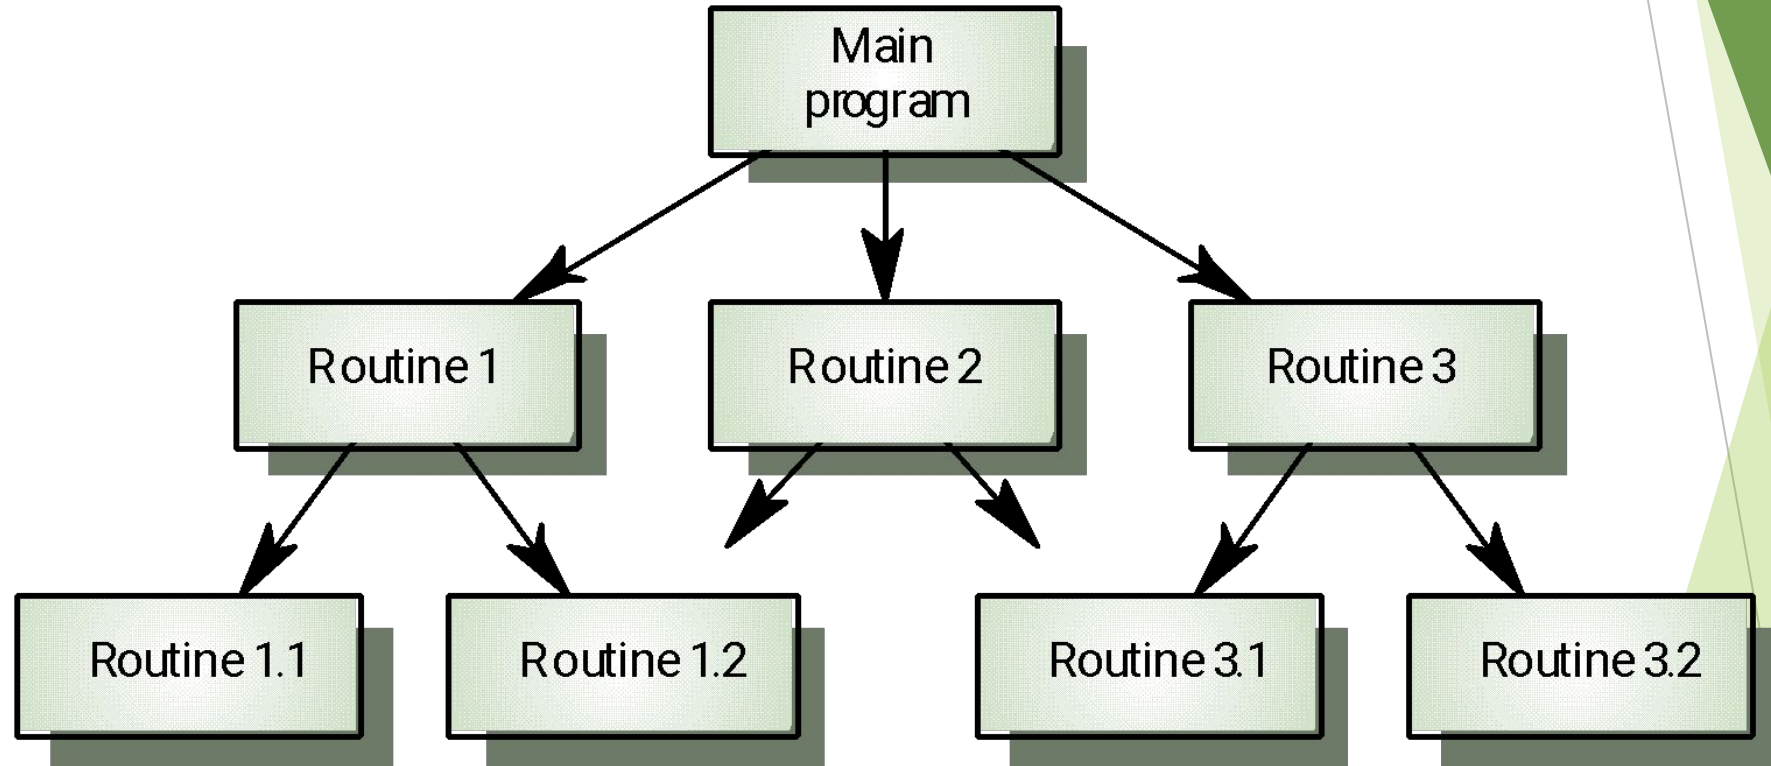 Main
program
Routine 1
Routine 2
Routine 3
Routine 1.1
Routine 1.2
Routine 3.1
Routine 3.2